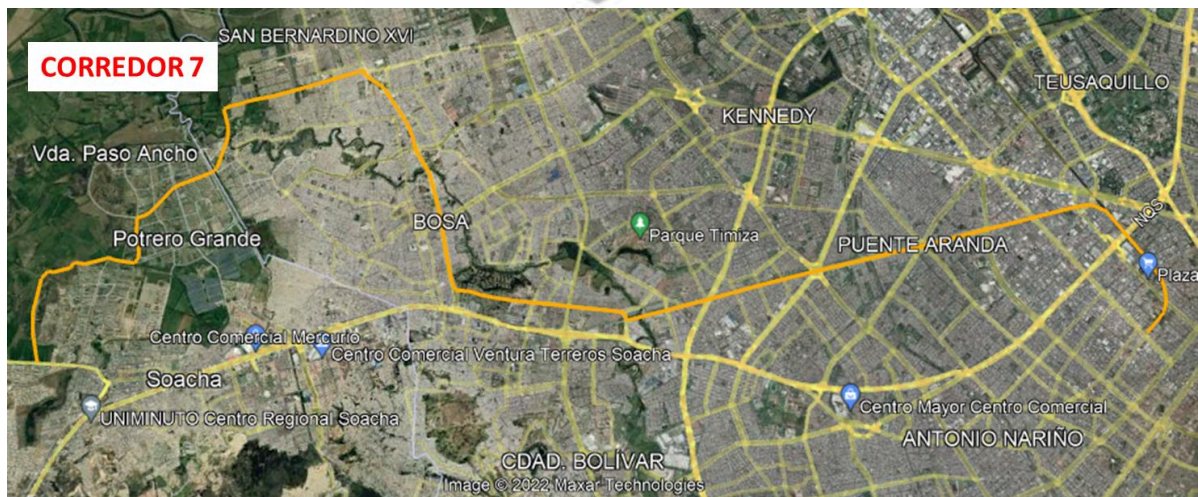 CORREDOR 7
SAN BERNARDINO XVI
TEUSAQUILLO
KENNEDY
Vda. Paso Ancho
NQS
BOSA
Parque Timiza
PUENTE ARANDA
Potrero Grande
Plaza
Centro Comercial Mercurio
Centro Comercial Ventura Terreros Soacha
Soacha
UNIMINUTO Centro Regional Soacha
Centro Mayor Centro Comercial
ANTONIO NARIÑO
CDAD. BOLÍVAR
Image © 2022 Maxar Technologies